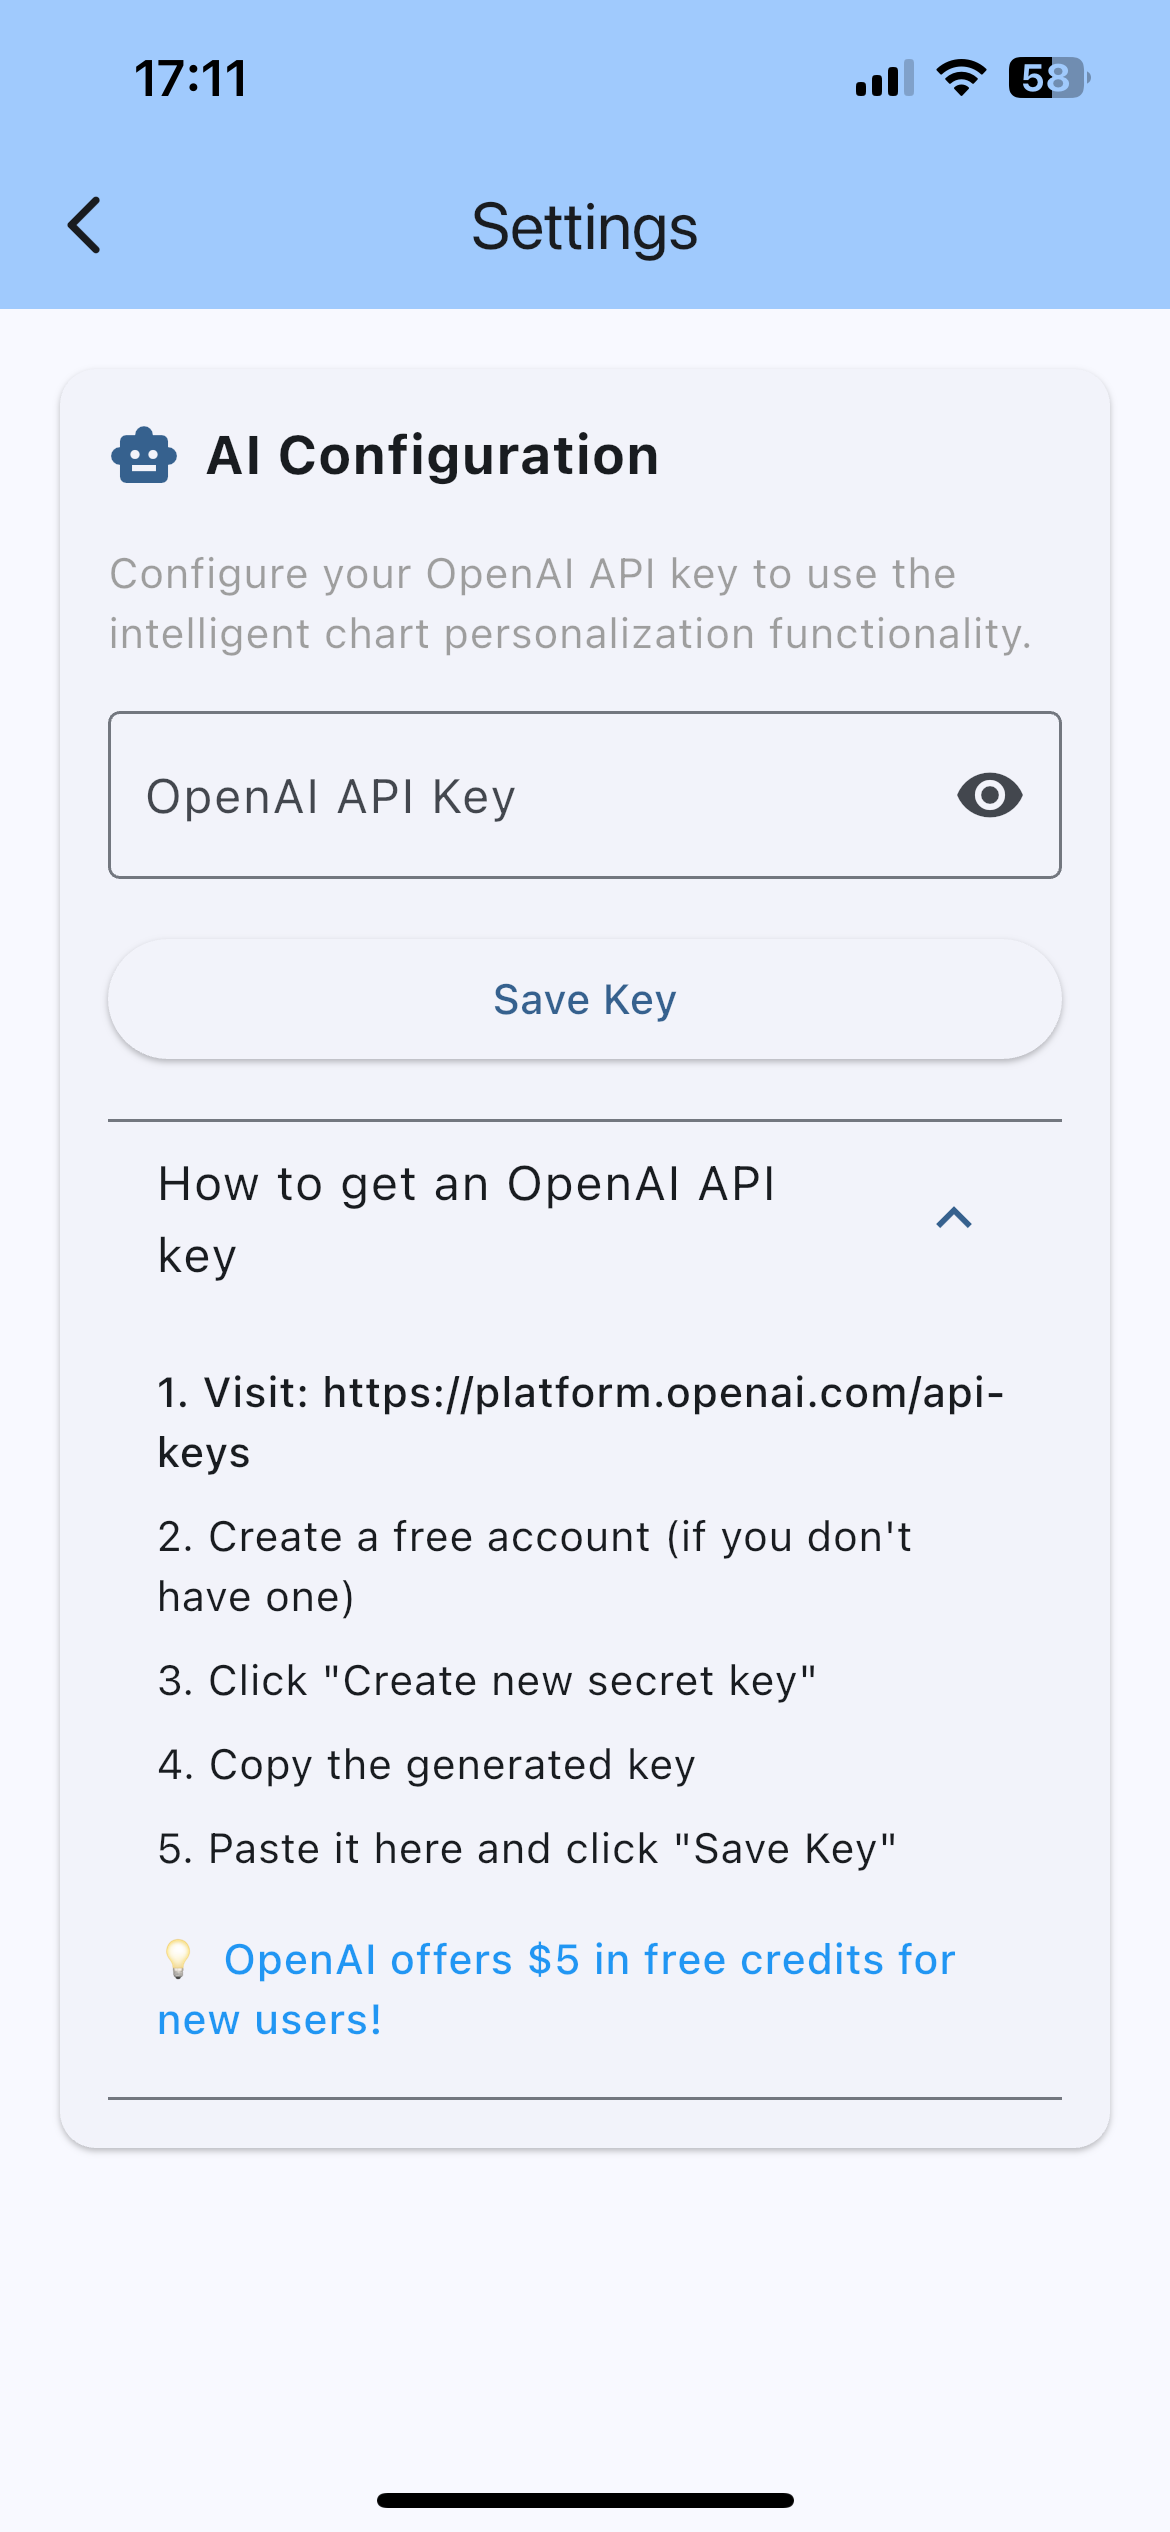 17:11
58
Settings
AI Configuration
Configure your OpenAI API key to use the
intelligent chart personalization functionality.
OpenAI API Key
Save Key
How to get an OpenAI API
key
1. Visit: https://platform.openai.com/api-
keys
2. Create a free account (if you don't
have one)
3. Click "Create new secret key"
4. Copy the generated key
5. Paste it here and click "Save Key"
💡 OpenAI offers $5 in free credits for
new users!